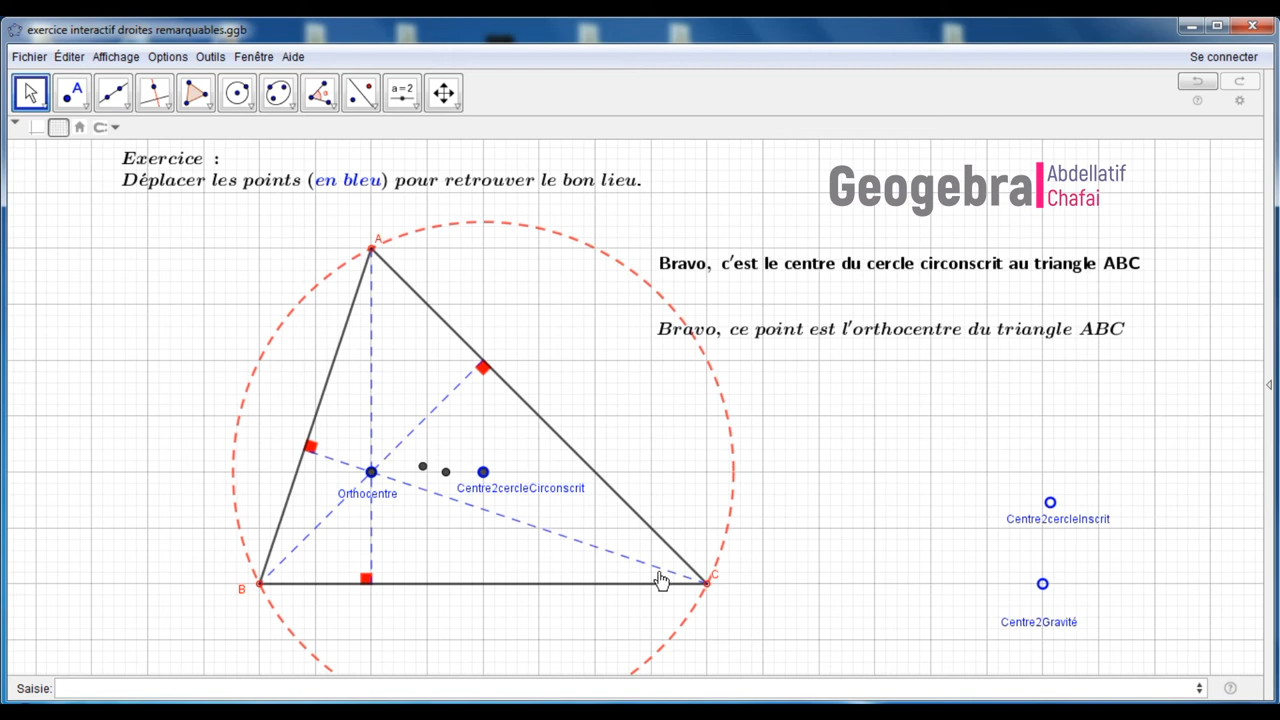 exercice interactif droites remarquables.ggb
Fichier Éditer Affichage Options Outils Fenêtre Aide
Se connecter
A
a = 2
Exercice :
Déplacer les points (en bleu) pour retrouver le bon lieu.
Geogebra
Abdellatif
Chafai
A
Bravo, c'est le centre du cercle circonscrit au triangle ABC
Bravo, ce point est l'orthocentre du triangle ABC
Orthocentre
Centre2cercleCirconscrit
Centre2cercleInscrit
B
C
Centre2Gravité
Saisie: